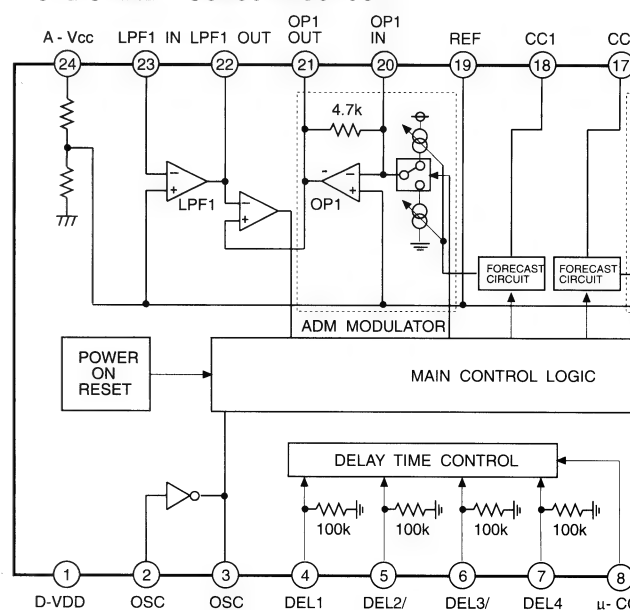 OP1 OP1
A - Vcc LPF1 IN LPF1 OUT OUT IN REF CC1 CC
24 23 22 21 20 19 18 17
4.7k
- + LPF1
- +
- - + OP1
FORECAST CIRCUIT
FORECAST CIRCUIT
ADM MODULATOR
POWER
ON
RESET
MAIN CONTROL LOGIC
DELAY TIME CONTROL
100k 100k 100k 100k
1 2 3 4 5 6 7 8
D-VDD OSC OSC DEL1 DEL2/ DEL3/ DEL4 μ- CO